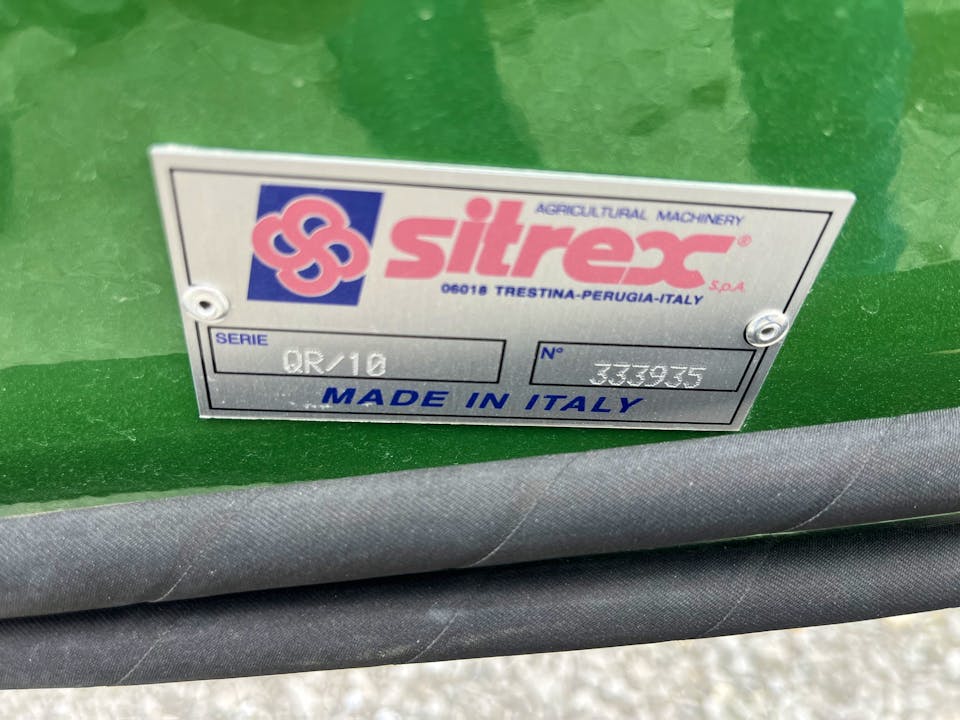 AGRICULTURAL MACHINERY
sitrex® S.p.A.
06018 TRESTINA-PERUGIA-ITALY
SERIE QR/10 N° 333935
MADE IN ITALY